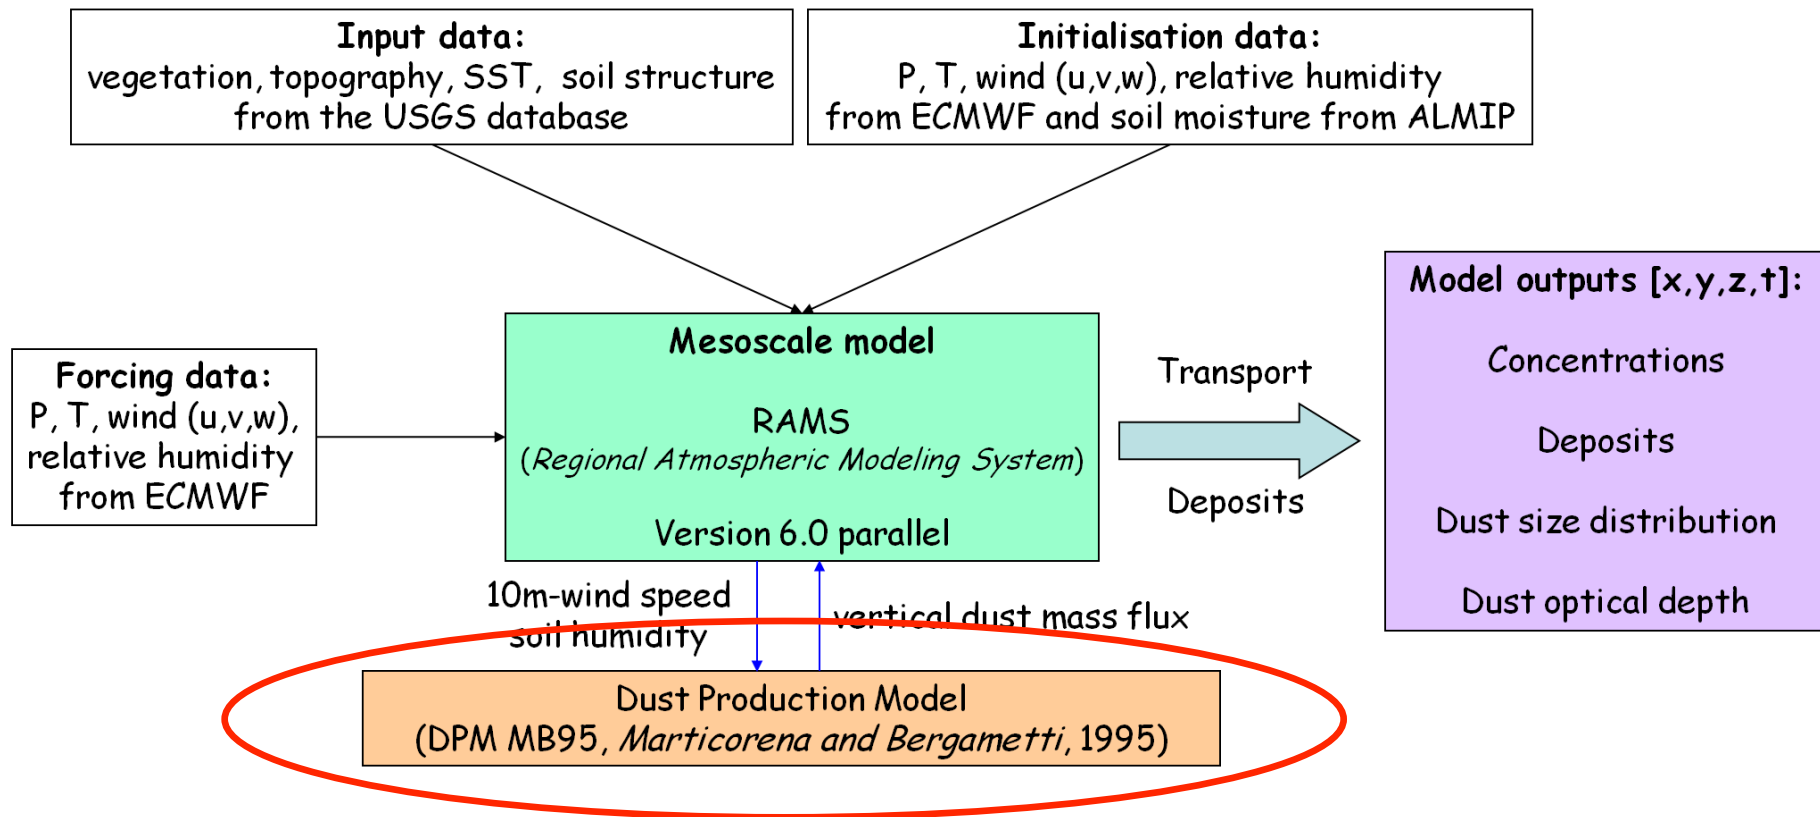 Input data:
vegetation, topography, SST, soil structure
from the USGS database
Initialisation data:
P, T, wind (u,v,w), relative humidity
from ECMWF and soil moisture from ALMIP
Forcing data:
P, T, wind (u,v,w),
relative humidity
from ECMWF
Mesoscale model
RAMS
(Regional Atmospheric Modeling System)
Version 6.0 parallel
Transport
Deposits
Model outputs [x,y,z,t]:
Concentrations
Deposits
Dust size distribution
Dust optical depth
10m-wind speed
soil humidity
vertical dust mass flux
Dust Production Model
(DPM MB95, Marticorena and Bergametti, 1995)